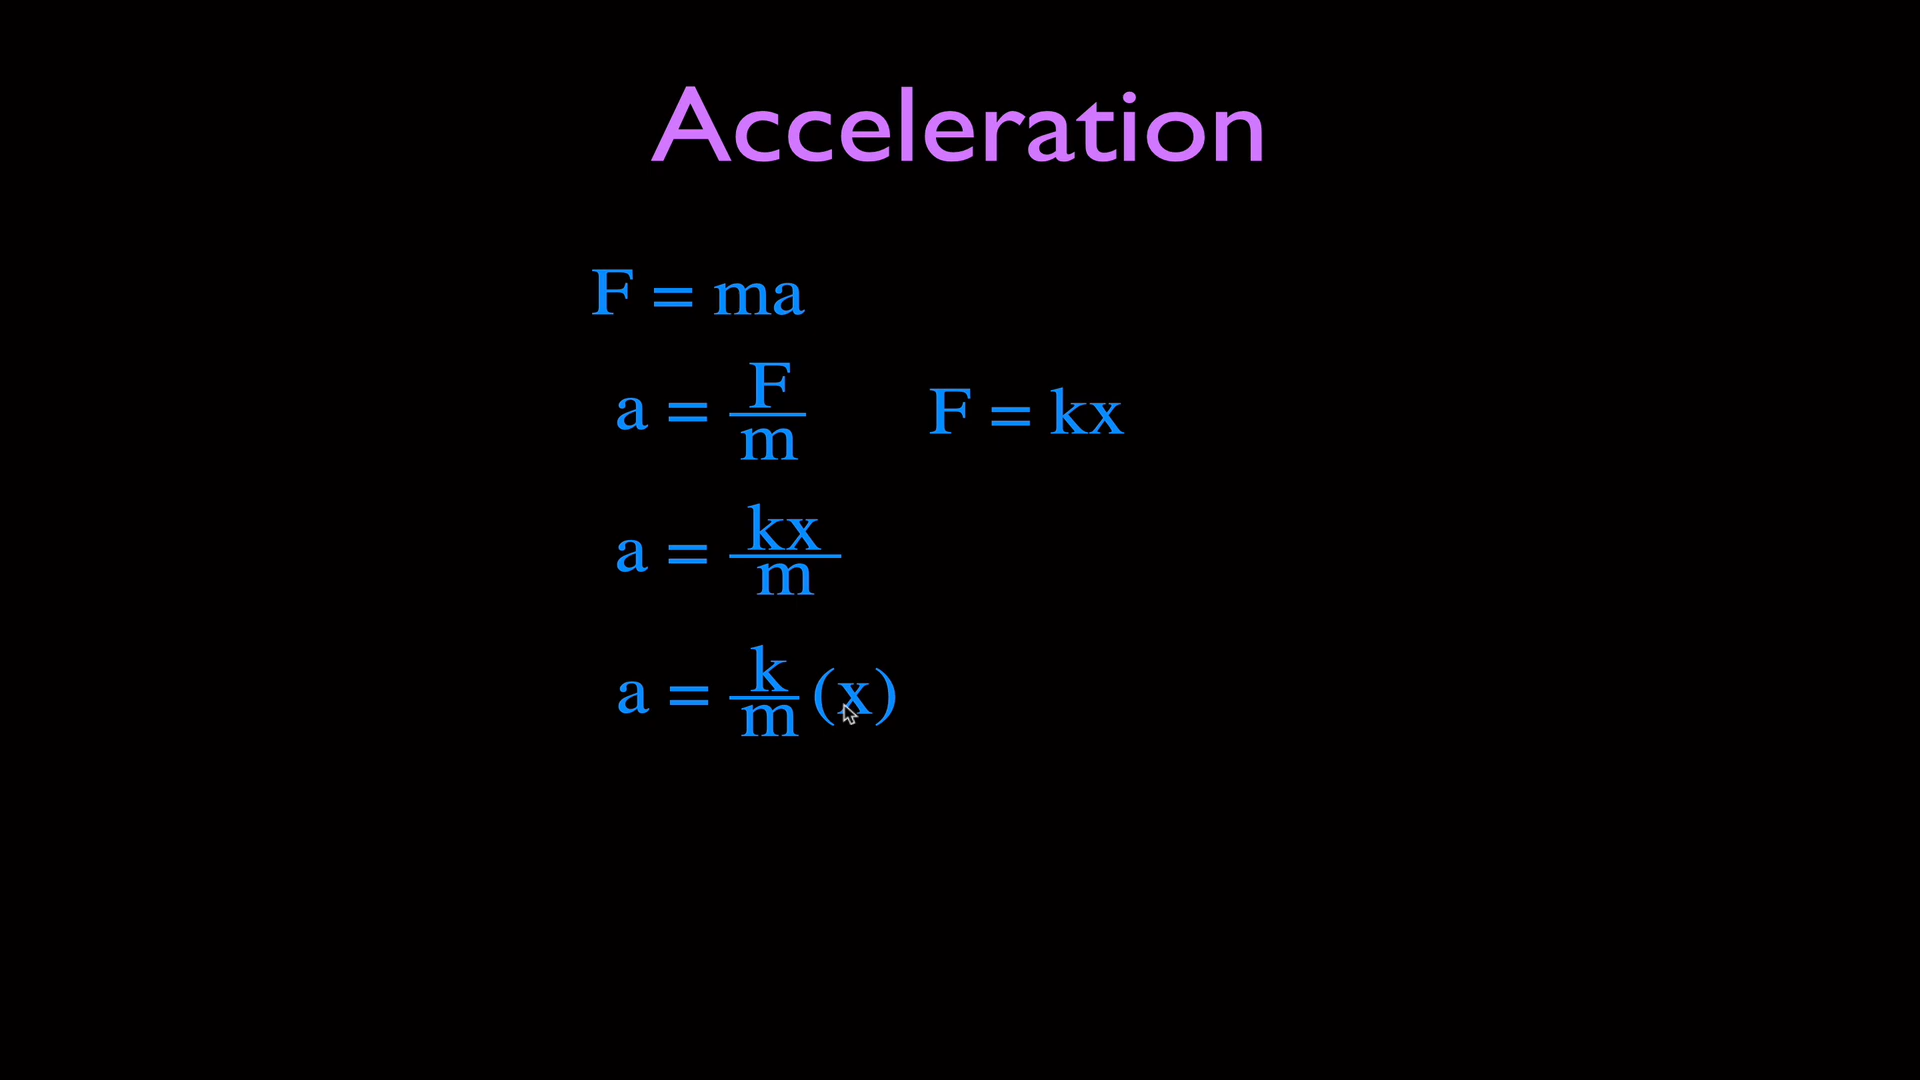 Acceleration
F = ma
a = F/m
F = kx
a = kx/m
a = k/m (x)